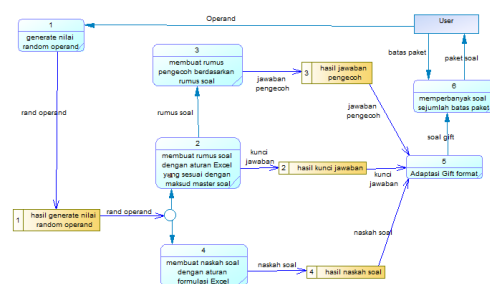 Operand
User
1
generate nilai
random operand
batas paket
paket soal
3
membuat rumus
pengecoh berdasarkan
rumus soal
jawaban
pengecoh
3 hasil jawaban
pengecoh
6
memperbanyak soal
sejumlah batas paket
rand operand
rumus soal
jawaban
pengecoh
soal gift
2
membuat rumus soal
dengan aturan Excel
yang sesuai dengan
maksud master soal
kunci
jawaban
2 hasil kunci jawaban
kunci
jawaban
5
Adaptasi Gift format
1 hasil generate nilai
random operand
rand operand
naskah soal
4
membuat naskah soal
dengan aturan
formulasi Excel
naskah soal
4 hasil naskah soal